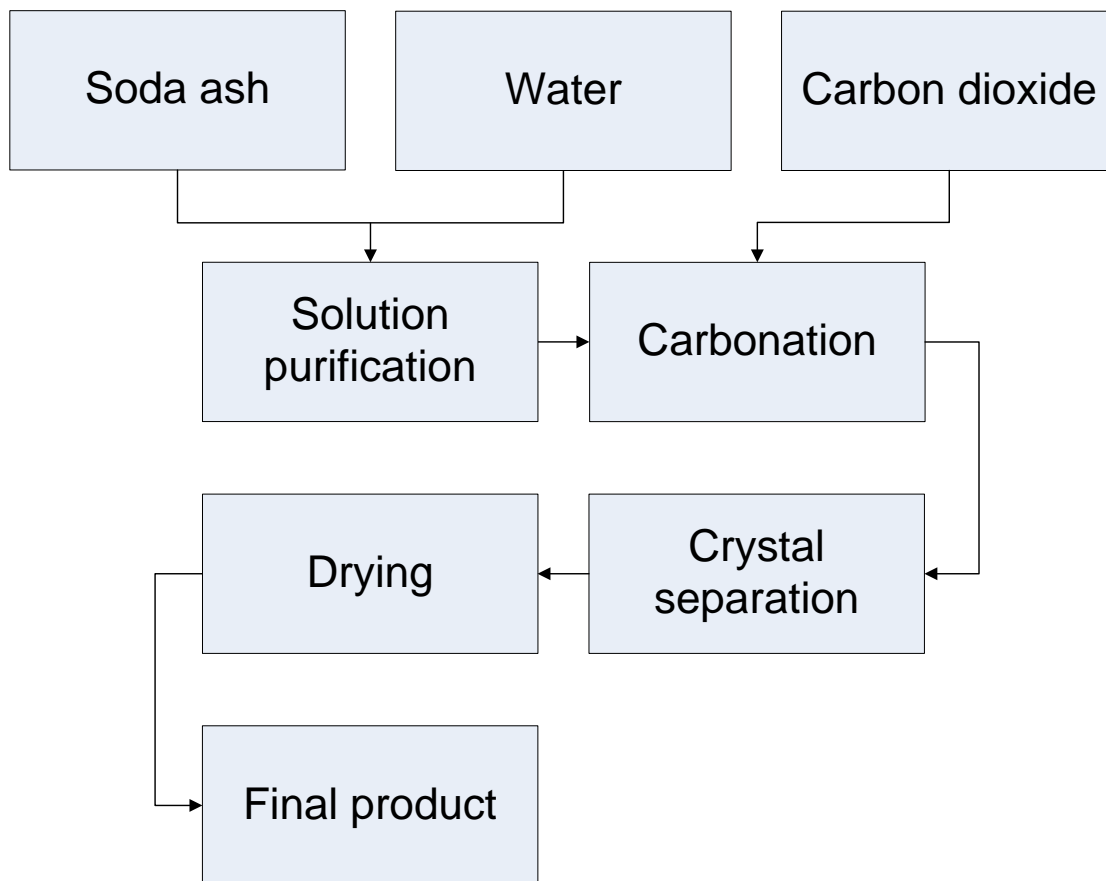 Soda ash
Water
Carbon dioxide
Solution
purification
Carbonation
Drying
Crystal
separation
Final product